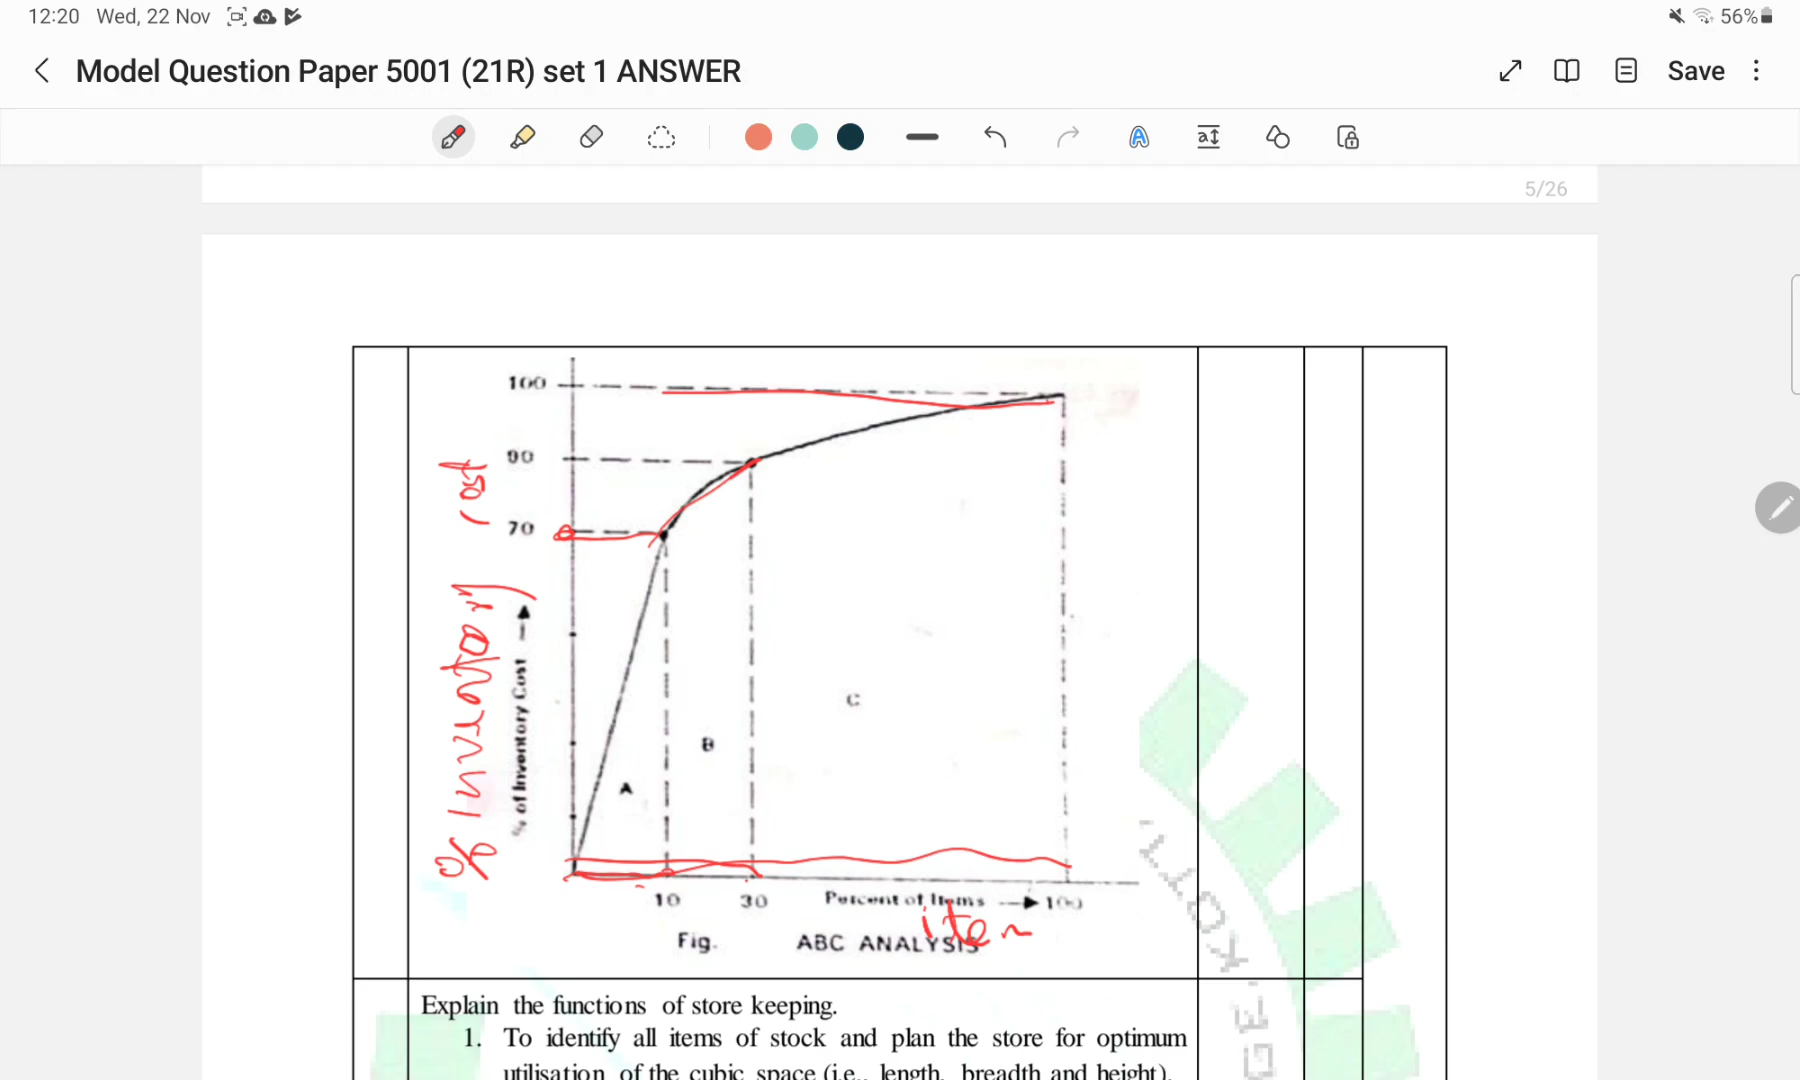 12:20 Wed, 22 Nov
56%
Model Question Paper 5001 (21R) set 1 ANSWER
Save
5/26
100
90
70
% Inventory cost
% of Inventory Cost
A
B
C
10
30
Percent of Items
100
item
Fig. ABC ANALYSIS
Explain the functions of store keeping.
1. To identify all items of stock and plan the store for optimum
utilisation of the cubic space (i.e., length, breadth and height).